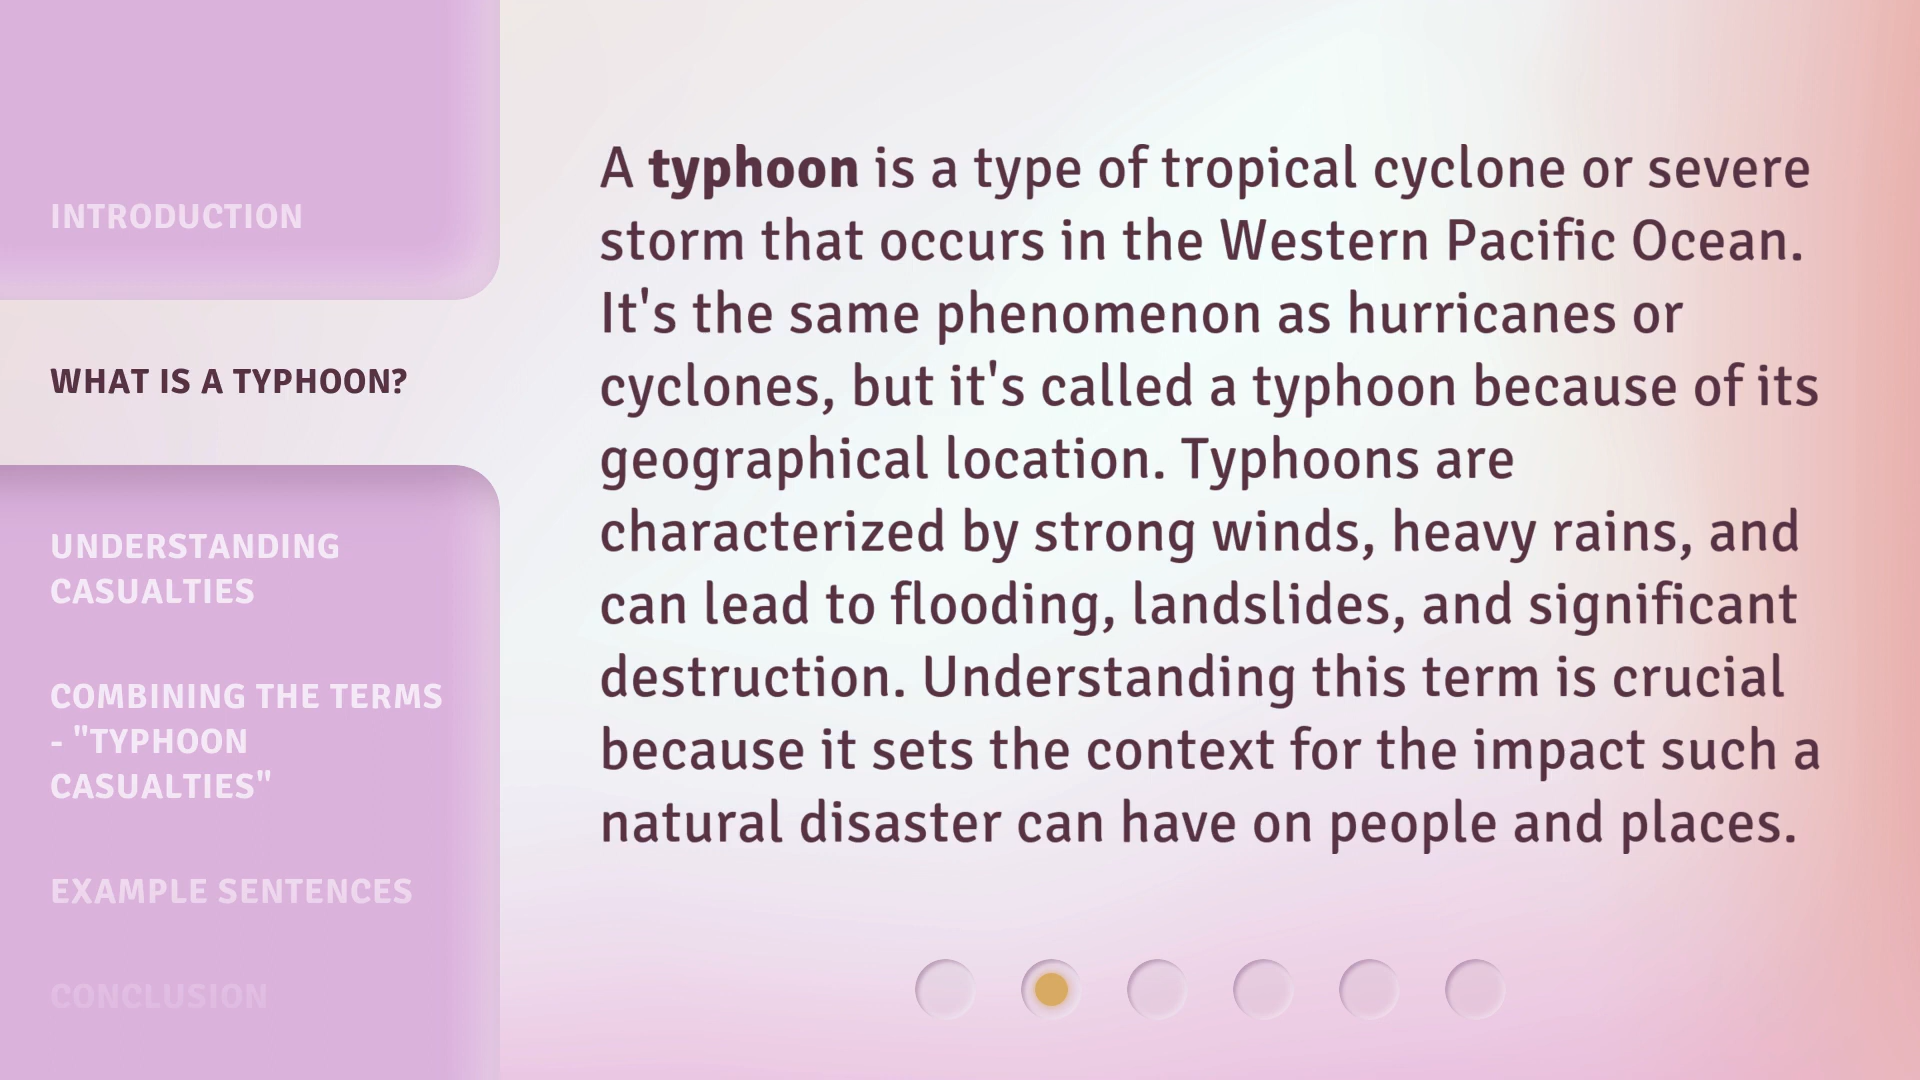 INTRODUCTION
WHAT IS A TYPHOON?
UNDERSTANDING
CASUALTIES
COMBINING THE TERMS
- "TYPHOON
CASUALTIES"
EXAMPLE SENTENCES
CONCLUSION
A typhoon is a type of tropical cyclone or severe
storm that occurs in the Western Pacific Ocean.
It's the same phenomenon as hurricanes or
cyclones, but it's called a typhoon because of its
geographical location. Typhoons are
characterized by strong winds, heavy rains, and
can lead to flooding, landslides, and significant
destruction. Understanding this term is crucial
because it sets the context for the impact such a
natural disaster can have on people and places.